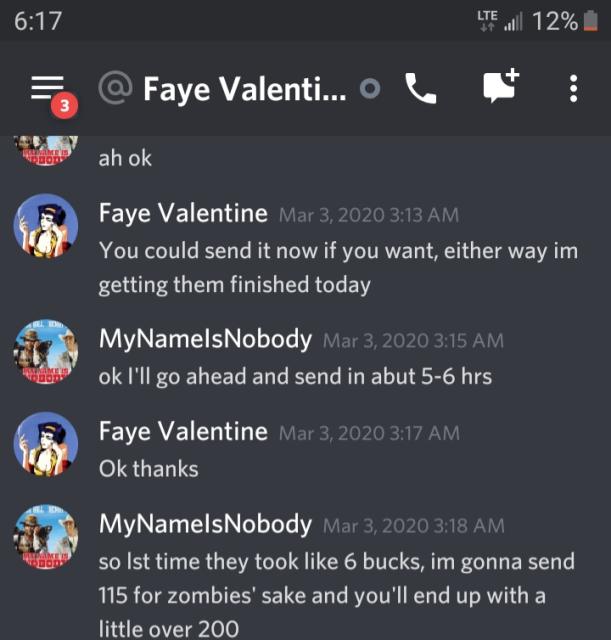 6:17 LTE 12%
3 @ Faye Valenti...
ah ok
Faye Valentine Mar 3, 2020 3:13 AM
You could send it now if you want, either way im
getting them finished today
MyNameIsNobody Mar 3, 2020 3:15 AM
ok I'll go ahead and send in abut 5-6 hrs
Faye Valentine Mar 3, 2020 3:17 AM
Ok thanks
MyNameIsNobody Mar 3, 2020 3:18 AM
so lst time they took like 6 bucks, im gonna send
115 for zombies' sake and you'll end up with a
little over 200